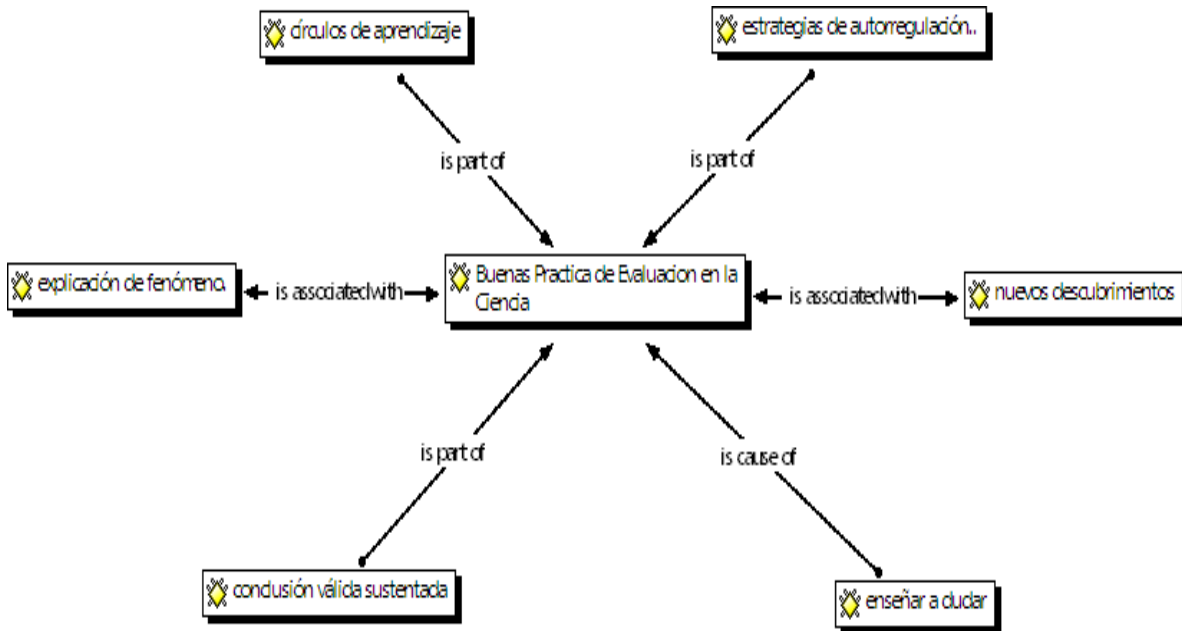 círculos de aprendizaje
estrategias de autorregulación..
is part of
is part of
explicación de fenómeno.
is associated with
Buenas Practica de Evaluacion en la
Ciencia
is associated with
nuevos descubrimientos
is part of
is cause of
conclusión válida sustentada
enseñar a dudar